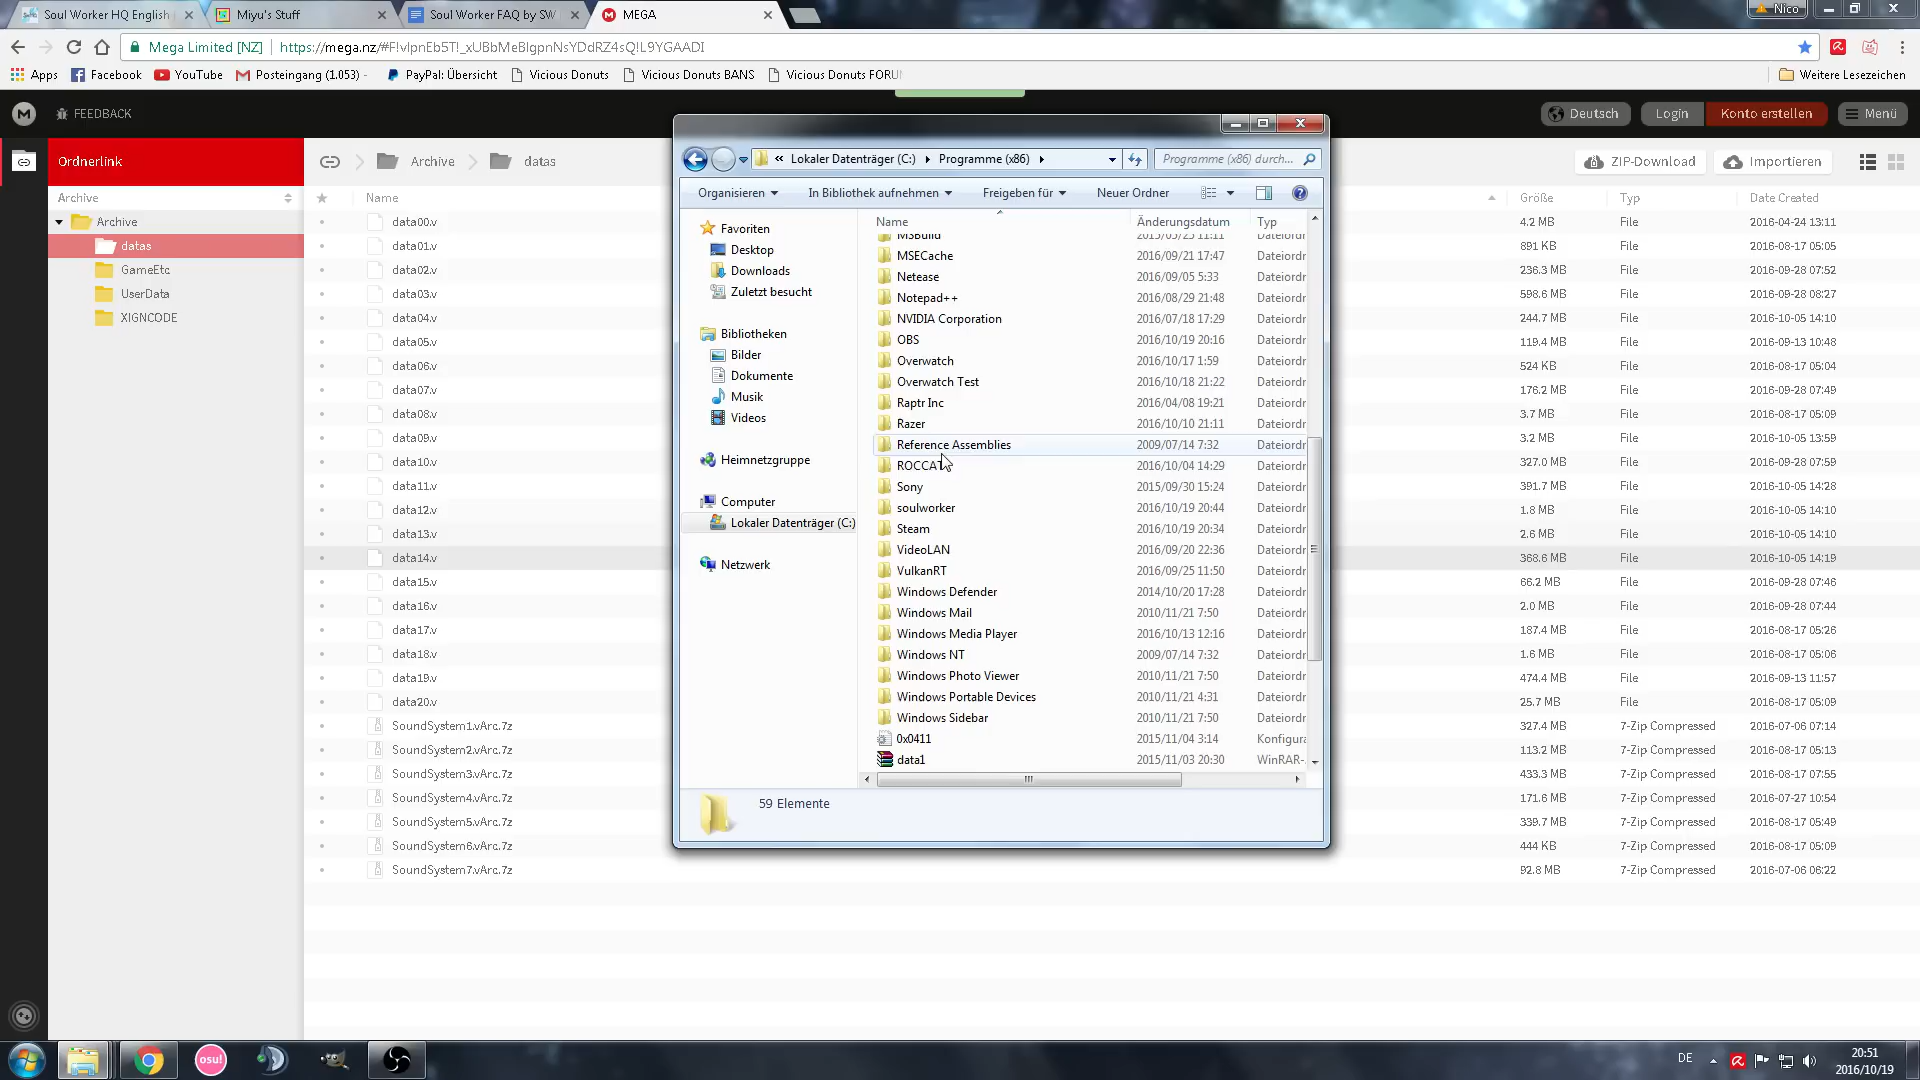 Soul Worker HQ English
Miyu's Stuff
Soul Worker FAQ by SW
MEGA
Nico
Mega Limited [NZ]
Apps
Facebook
YouTube
Posteingang (1.053) -
PayPal: Übersicht
Vicious Donuts
Vicious Donuts BANS
Vicious Donuts FORU
Weitere Lesezeichen
FEEDBACK
Deutsch
Login
Konto erstellen
Menü
Ordnerlink
Archive
datas
ZIP-Download
Importieren
Archive
Name
Größe
Typ
Date Created
Archive
datas
GameEtc
UserData
XIGNCODE
data00.v 4.2 MB File 2016-04-24 13:11
data01.v 891 KB File 2016-08-17 05:05
data02.v 236.3 MB File 2016-09-28 07:52
data03.v 598.6 MB File 2016-09-28 08:27
data04.v 244.7 MB File 2016-10-05 14:10
data05.v 119.4 MB File 2016-09-13 10:48
data06.v 524 KB File 2016-08-17 05:04
data07.v 176.2 MB File 2016-09-28 07:49
data08.v 3.7 MB File 2016-08-17 05:09
data09.v 3.2 MB File 2016-10-05 13:59
data10.v 327.0 MB File 2016-09-28 07:59
data11.v 391.7 MB File 2016-10-05 14:28
data12.v 1.8 MB File 2016-10-05 14:10
data13.v 2.6 MB File 2016-10-05 14:10
data14.v 368.6 MB File 2016-10-05 14:19
data15.v 66.2 MB File 2016-09-28 07:46
data16.v 2.0 MB File 2016-09-28 07:44
data17.v 187.4 MB File 2016-08-17 05:26
data18.v 1.6 MB File 2016-08-17 05:06
data19.v 474.4 MB File 2016-09-13 11:57
data20.v 25.7 MB File 2016-08-17 05:09
SoundSystem1.vArc.7z 327.4 MB 7-Zip Compressed 2016-07-06 07:14
SoundSystem2.vArc.7z 113.2 MB 7-Zip Compressed 2016-08-17 05:13
SoundSystem3.vArc.7z 433.3 MB 7-Zip Compressed 2016-08-17 07:55
SoundSystem4.vArc.7z 171.6 MB 7-Zip Compressed 2016-07-27 10:54
SoundSystem5.vArc.7z 339.7 MB 7-Zip Compressed 2016-08-17 05:49
SoundSystem6.vArc.7z 444 KB 7-Zip Compressed 2016-08-17 05:09
SoundSystem7.vArc.7z 92.8 MB 7-Zip Compressed 2016-07-06 06:22
« Lokaler Datenträger (C:) Programme (x86)
Programme (x86) durch...
Organisieren
In Bibliothek aufnehmen
Freigeben für
Neuer Ordner
Favoriten
Desktop
Downloads
Zuletzt besucht
Bibliotheken
Bilder
Dokumente
Musik
Videos
Heimnetzgruppe
Computer
Lokaler Datenträger (C:)
Netzwerk
Name Änderungsdatum Typ
MSBuild 2015/05/25 11:11 Dateiordr
MSECache 2016/09/21 17:47 Dateiordr
Netease 2016/09/05 5:33 Dateiordr
Notepad++ 2016/08/29 21:48 Dateiordr
NVIDIA Corporation 2016/07/18 17:29 Dateiordr
OBS 2016/10/19 20:16 Dateiordr
Overwatch 2016/10/17 1:59 Dateiordr
Overwatch Test 2016/10/18 21:22 Dateiordr
Raptr Inc 2016/04/08 19:21 Dateiordr
Razer 2016/10/10 21:11 Dateiordr
Reference Assemblies 2009/07/14 7:32 Dateiordr
ROCCAT 2016/10/04 14:29 Dateiordr
Sony 2015/09/30 15:24 Dateiordr
soulworker 2016/10/19 20:44 Dateiordr
Steam 2016/10/19 20:34 Dateiordr
VideoLAN 2016/09/20 22:36 Dateiordr
VulkanRT 2016/09/25 11:50 Dateiordr
Windows Defender 2014/10/20 17:28 Dateiordr
Windows Mail 2010/11/21 7:50 Dateiordr
Windows Media Player 2016/10/13 12:16 Dateiordr
Windows NT 2009/07/14 7:32 Dateiordr
Windows Photo Viewer 2010/11/21 7:50 Dateiordr
Windows Portable Devices 2010/11/21 4:31 Dateiordr
Windows Sidebar 2010/11/21 7:50 Dateiordr
0x0411 2015/11/04 3:14 Konfigura
data1 2015/11/03 20:30 WinRAR-
59 Elemente
osu!
DE
20:51
2016/10/19